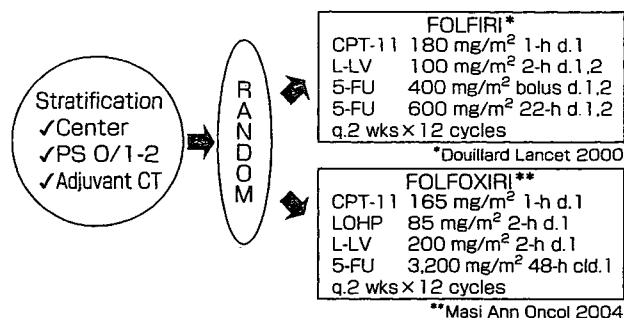 Stratification
✓Center
✓PS 0/1-2
✓Adjuvant CT
RANDOM
FOLFIRI*
CPT-11 180 mg/m² 1-h d.1
L-LV 100 mg/m² 2-h d.1,2
5-FU 400 mg/m² bolus d.1,2
5-FU 600 mg/m² 22-h d.1,2
q.2 wks×12 cycles
*Douillard Lancet 2000
FOLFOXIRI**
CPT-11 165 mg/m² 1-h d.1
LOHP 85 mg/m² 2-h d.1
L-LV 200 mg/m² 2-h d.1
5-FU 3,200 mg/m² 48-h cld.1
q.2 wks×12 cycles
**Masi Ann Oncol 2004